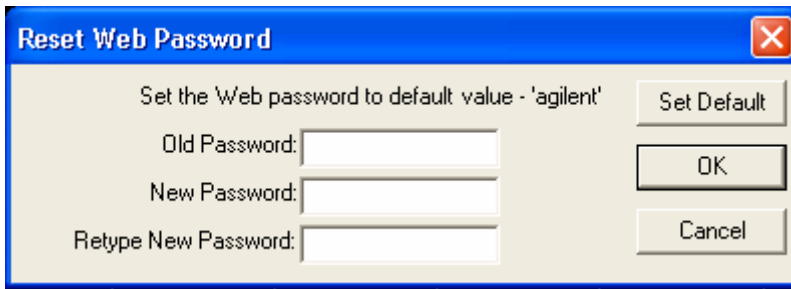 Reset Web Password
Set the Web password to default value - 'agilent'
Set Default
Old Password:
OK
New Password:
Retype New Password:
Cancel